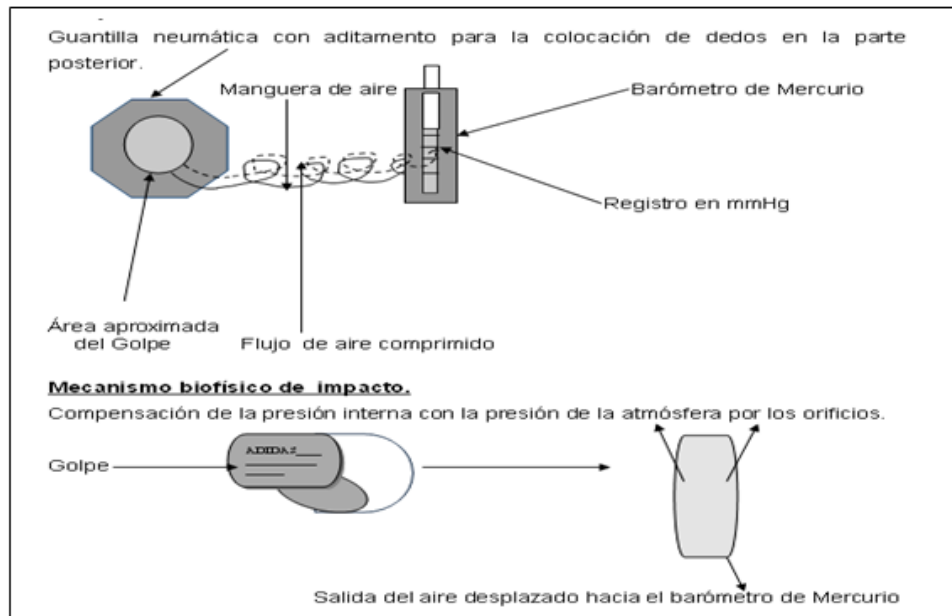 Guantilla neumática con aditamento para la colocación de dedos en la parte
posterior.
Manguera de aire
Barómetro de Mercurio
Registro en mmHg
Área aproximada
del Golpe
Flujo de aire comprimido
Mecanismo biofísico de impacto.
Compensación de la presión interna con la presión de la atmósfera por los orificios.
ADIDAS
Golpe
Salida del aire desplazado hacia el barómetro de Mercurio